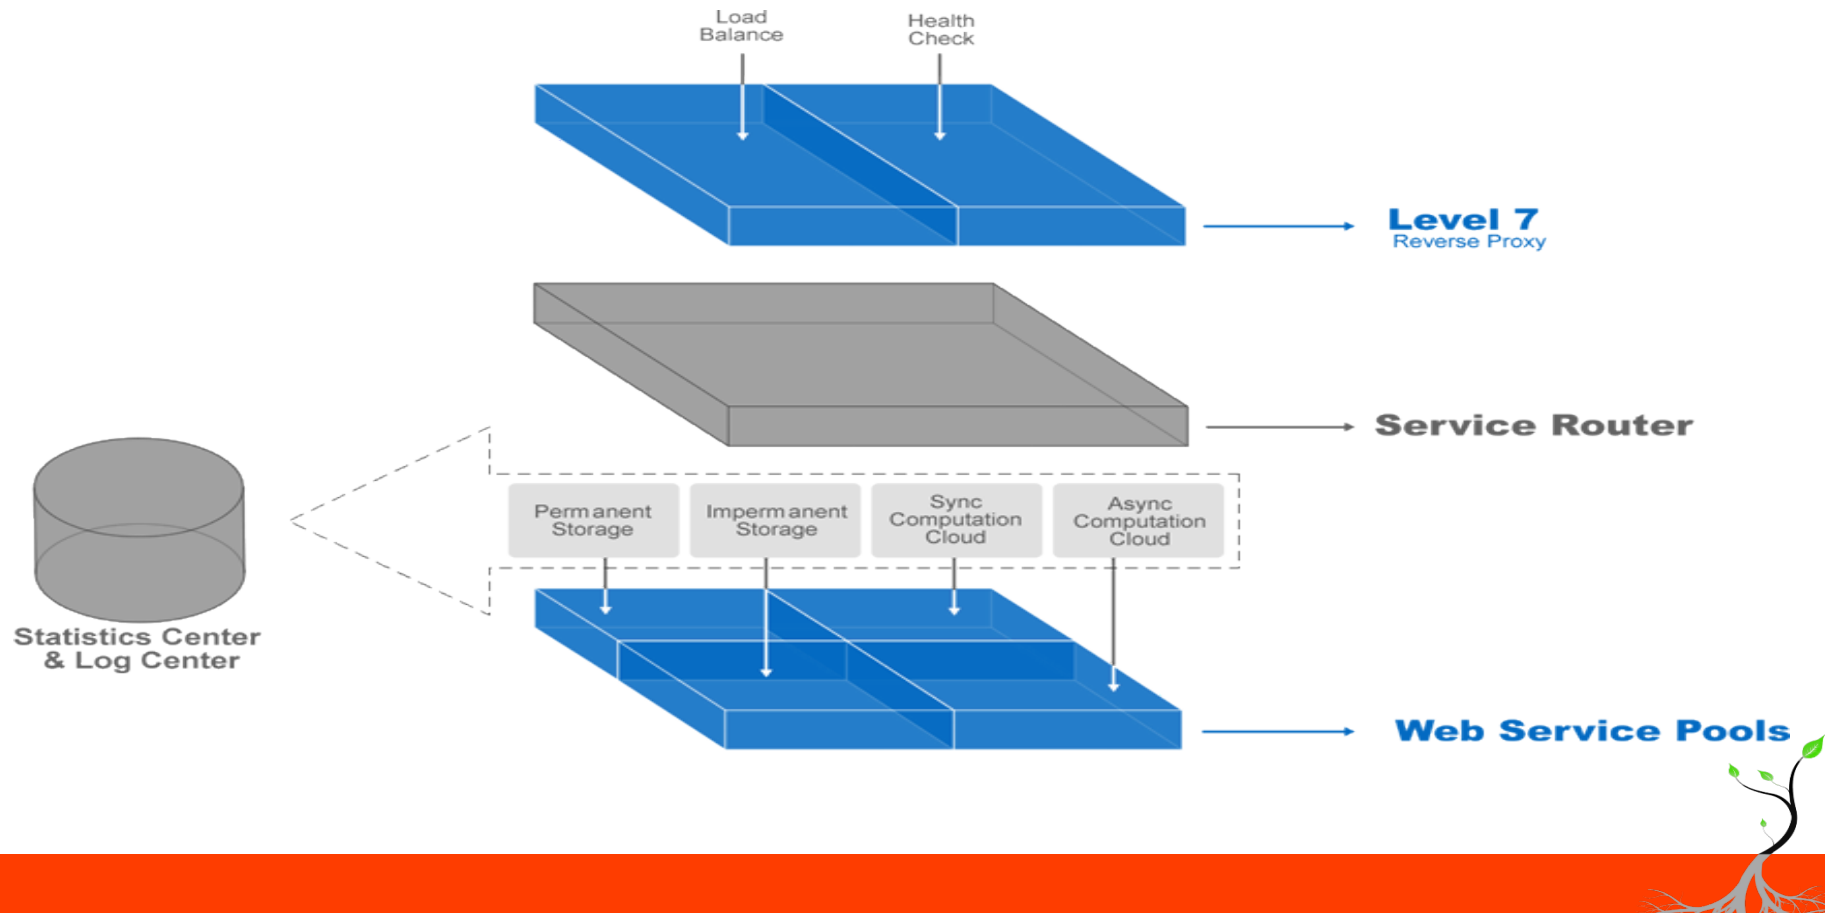 Load
Balance
Health
Check
Level 7
Reverse Proxy
Service Router
Permanent
Storage
Impermanent
Storage
Sync
Computation
Cloud
Async
Computation
Cloud
Statistics Center
& Log Center
Web Service Pools